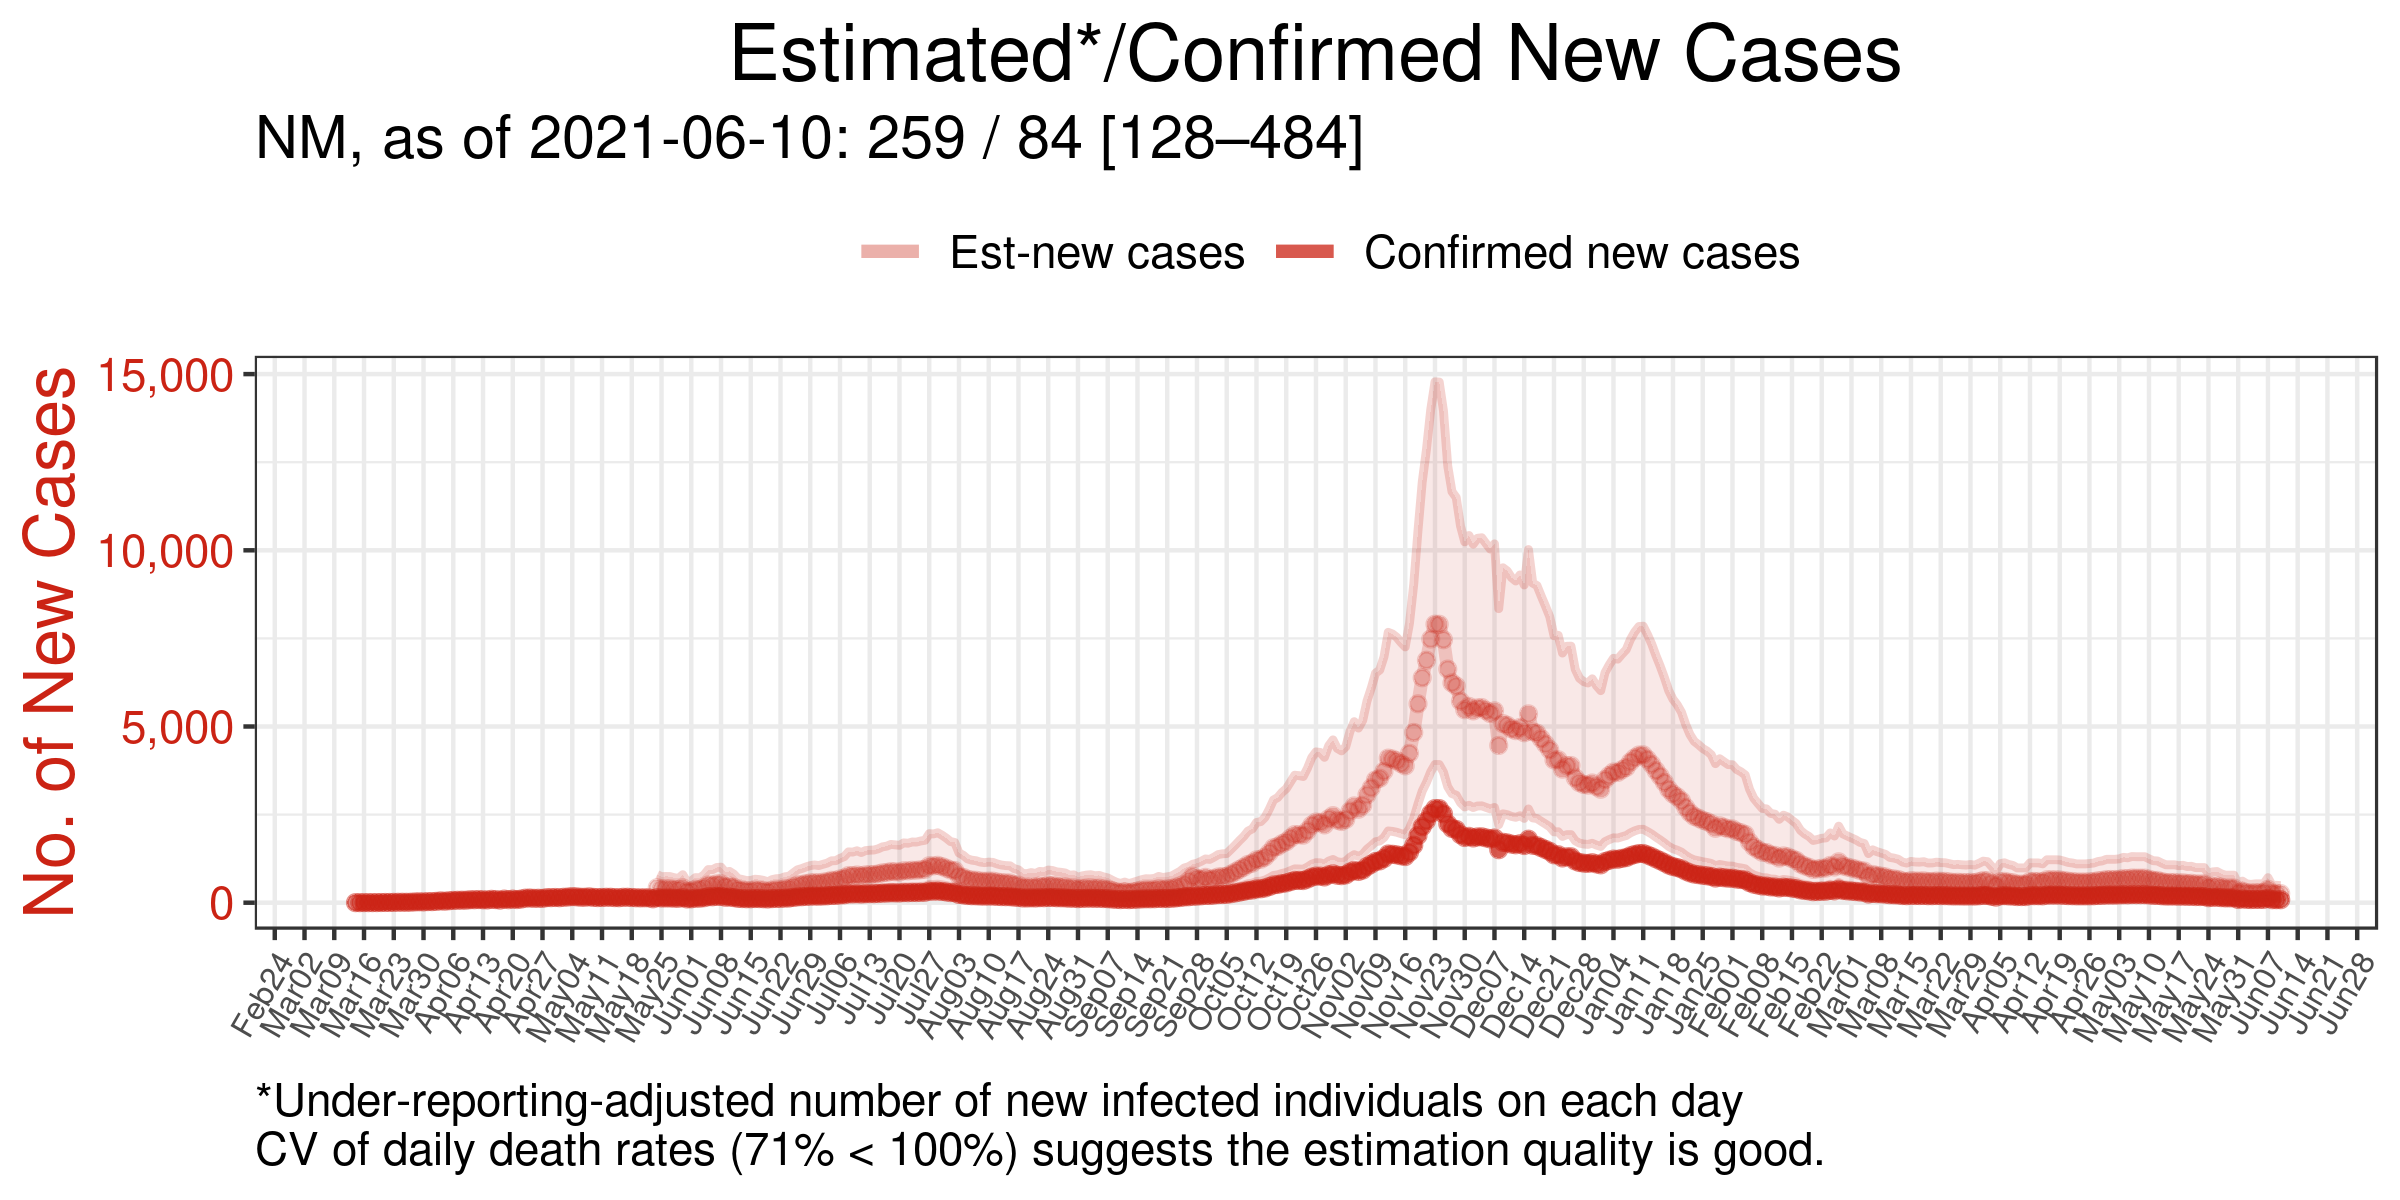 Estimated*/Confirmed New Cases
NM, as of 2021-06-10: 259 / 84 [128–484]
Est-new cases Confirmed new cases
No. of New Cases
15,000
10,000
5,000
0
Feb24 Mar02 Mar09 Mar16 Mar23 Mar30 Apr06 Apr13 Apr20 Apr27 May04 May11 May18 May25 Jun01 Jun08 Jun15 Jun22 Jun29 Jul06 Jul13 Jul20 Jul27 Aug03 Aug10 Aug17 Aug24 Aug31 Sep07 Sep14 Sep21 Sep28 Oct05 Oct12 Oct19 Oct26 Nov02 Nov09 Nov16 Nov23 Nov30 Dec07 Dec14 Dec21 Dec28 Jan04 Jan11 Jan18 Jan25 Feb01 Feb08 Feb15 Feb22 Mar01 Mar08 Mar15 Mar22 Mar29 Apr05 Apr12 Apr19 Apr26 May03 May10 May17 May24 May31 Jun07 Jun14 Jun21 Jun28
*Under-reporting-adjusted number of new infected individuals on each day
CV of daily death rates (71% < 100%) suggests the estimation quality is good.